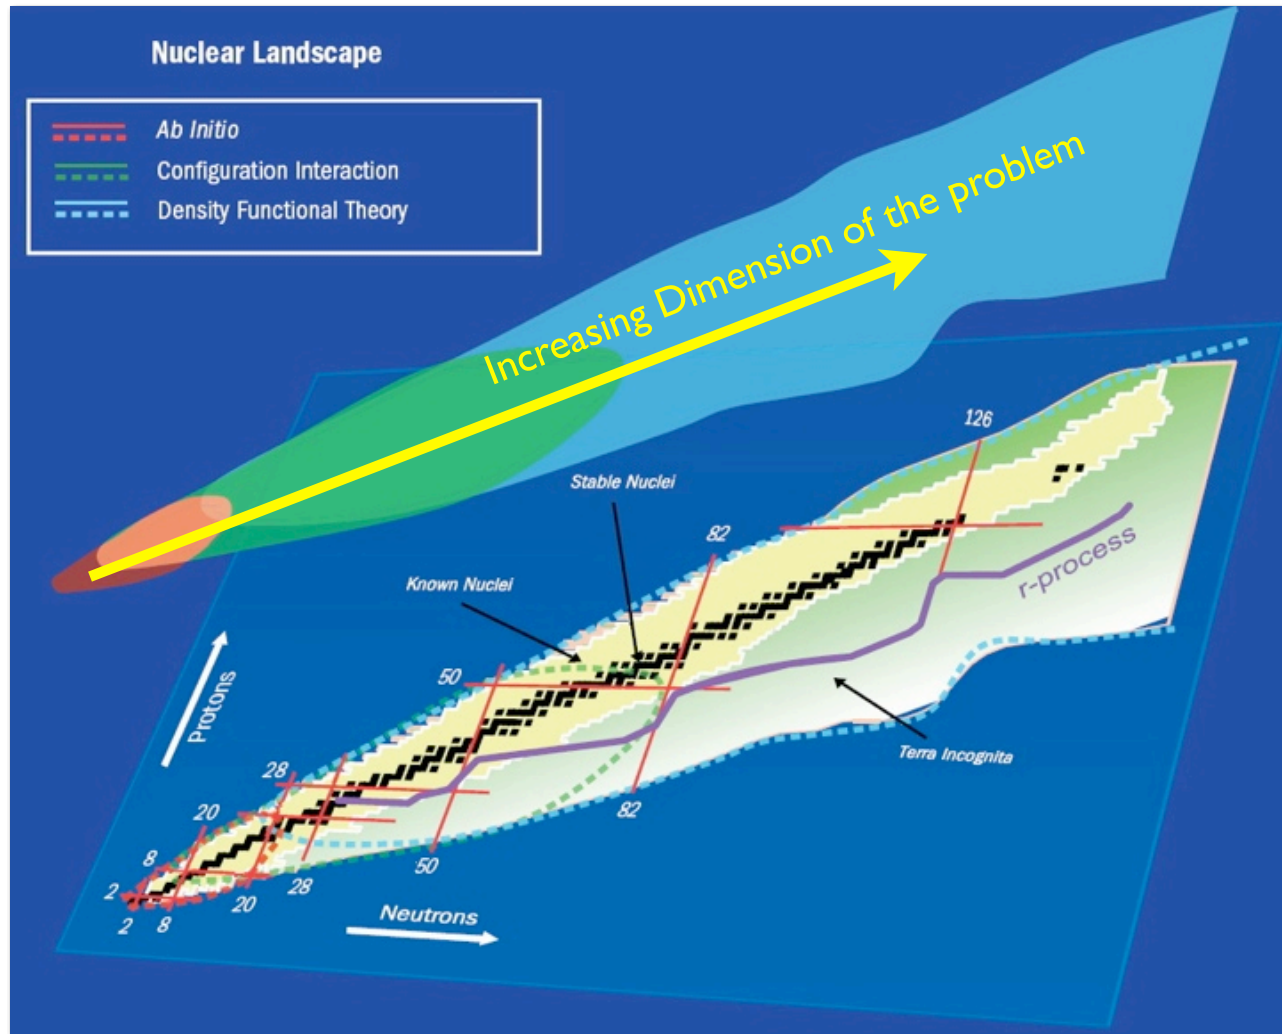 Nuclear Landscape
Ab Initio
Configuration Interaction
Density Functional Theory
Increasing Dimension of the problem
126
Stable Nuclei
82
r-process
Known Nuclei
50
Protons
Terra Incognita
28
82
20
8
50
28
2
20
Neutrons
2
8